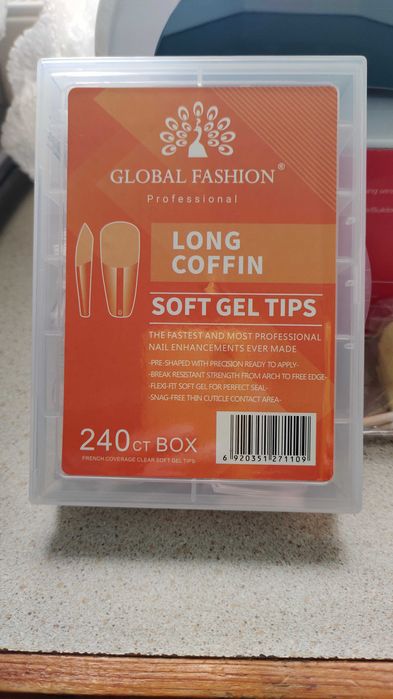 GLOBAL FASHION®
Professional
LONG
COFFIN
SOFT GEL TIPS
THE FASTEST AND MOST PROFESSIONAL
NAIL ENHANCEMENTS EVER MADE
-PRE-SHAPED WITH PRECISION READY TO APPLY-
-BREAK RESISTANT STRENGTH FROM ARCH TO FREE EDGE-
-FLEXI-FIT SOFT GEL FOR PERFECT SEAL-
-SNAG-FREE THIN CUTICLE CONTACT AREA-
240CT BOX
FRENCH COVERAGE CLEAR SOFT GEL TIPS
6 920351 271109